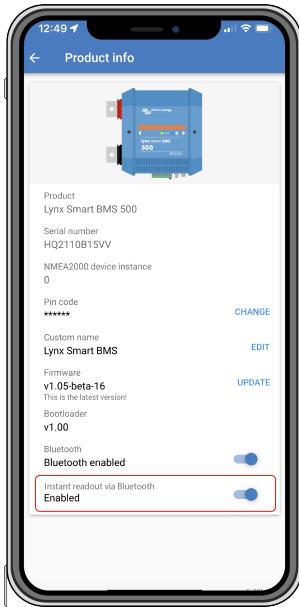 12:49
Product info
victron energy
Lynx Smart BMS
500
Product
Lynx Smart BMS 500
Serial number
HQ2110B15VV
NMEA2000 device instance
0
Pin code
****** CHANGE
Custom name
Lynx Smart BMS EDIT
Firmware
v1.05-beta-16 UPDATE
This is the latest version!
Bootloader
v1.00
Bluetooth
Bluetooth enabled
Instant readout via Bluetooth
Enabled